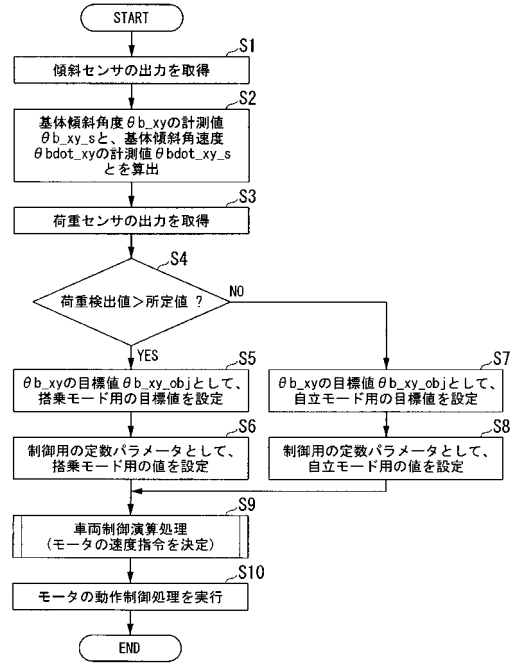 START
S1
傾斜センサの出力を取得
S2
基体傾斜角度θb_xyの計測値
θb_xy_sと、基体傾斜角速度
θbdot_xyの計測値θbdot_xy_s
とを算出
S3
荷重センサの出力を取得
S4
荷重検出値>所定値 ?
NO
YES
S5
θb_xyの目標値θb_xy_objとして、
搭乗モード用の目標値を設定
S7
θb_xyの目標値θb_xy_objとして、
自立モード用の目標値を設定
S6
制御用の定数パラメータとして、
搭乗モード用の値を設定
S8
制御用の定数パラメータとして、
自立モード用の値を設定
S9
車両制御演算処理
(モータの速度指令を決定)
S10
モータの動作制御処理を実行
END